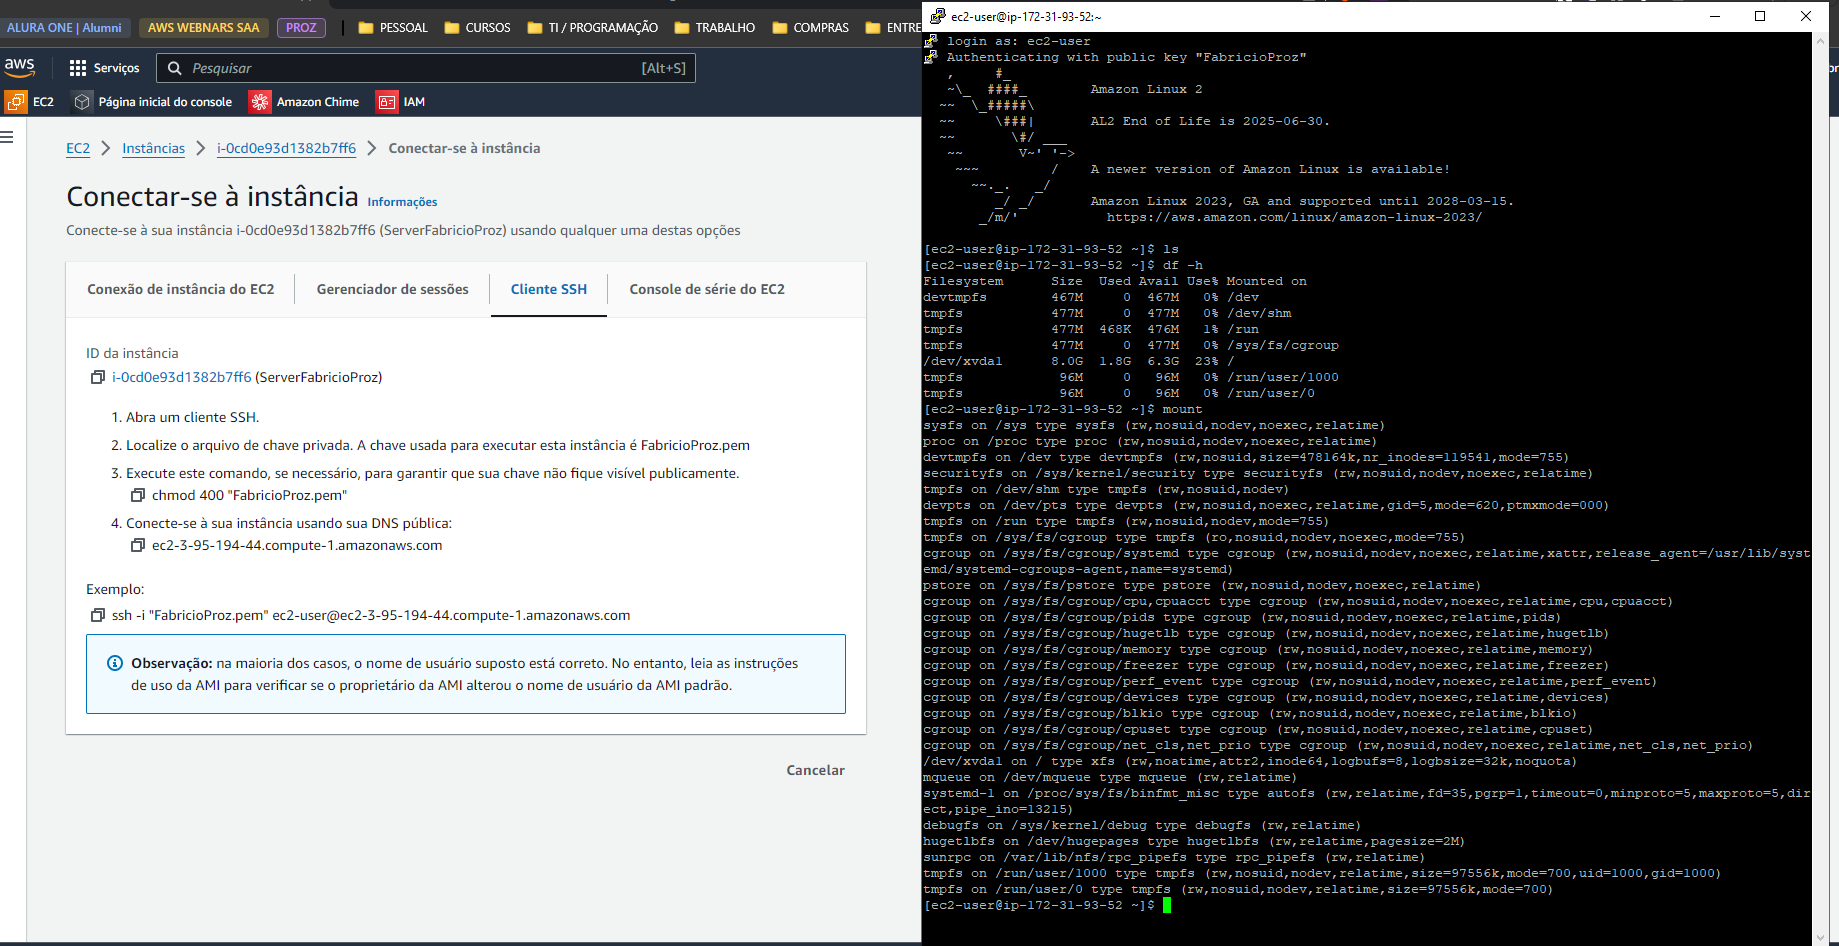 ALURA ONE | Alumni
AWS WEBNARS SAA
PROZ
PESSOAL
CURSOS
TI / PROGRAMAÇÃO
TRABALHO
COMPRAS
ENTRE
aws
Serviços
Pesquisar
[Alt+S]
EC2
Página inicial do console
Amazon Chime
IAM
EC2 > Instâncias > i-0cd0e93d1382b7ff6 > Conectar-se à instância
Conectar-se à instância Informações
Conecte-se à sua instância i-0cd0e93d1382b7ff6 (ServerFabricioProz) usando qualquer uma destas opções
Conexão de instância do EC2
Gerenciador de sessões
Cliente SSH
Console de série do EC2
ID da instância
i-0cd0e93d1382b7ff6 (ServerFabricioProz)
1. Abra um cliente SSH.
2. Localize o arquivo de chave privada. A chave usada para executar esta instância é FabricioProz.pem
3. Execute este comando, se necessário, para garantir que sua chave não fique visível publicamente.
chmod 400 "FabricioProz.pem"
4. Conecte-se à sua instância usando sua DNS pública:
ec2-3-95-194-44.compute-1.amazonaws.com
Exemplo:
ssh -i "FabricioProz.pem" ec2-user@ec2-3-95-194-44.compute-1.amazonaws.com
Observação: na maioria dos casos, o nome de usuário suposto está correto. No entanto, leia as instruções
de uso da AMI para verificar se o proprietário da AMI alterou o nome de usuário da AMI padrão.
Cancelar
ec2-user@ip-172-31-93-52:~
login as: ec2-user
Authenticating with public key "FabricioProz"
   ,     #_
   ~\_  ####_        Amazon Linux 2
  ~~  \_#####\
  ~~     \###|       AL2 End of Life is 2025-06-30.
  ~~       \#/ ___
   ~~       V~' '->
    ~~~         /    A newer version of Amazon Linux is available!
      ~~._.   _/
         _/ _/       Amazon Linux 2023, GA and supported until 2028-03-15.
       _/m/'           https://aws.amazon.com/linux/amazon-linux-2023/
[ec2-user@ip-172-31-93-52 ~]$ ls
[ec2-user@ip-172-31-93-52 ~]$ df -h
Filesystem      Size  Used Avail Use% Mounted on
devtmpfs        467M     0  467M   0% /dev
tmpfs           477M     0  477M   0% /dev/shm
tmpfs           477M  468K  476M   1% /run
tmpfs           477M     0  477M   0% /sys/fs/cgroup
/dev/xvda1      8.0G  1.8G  6.3G  23% /
tmpfs            96M     0   96M   0% /run/user/1000
tmpfs            96M     0   96M   0% /run/user/0
[ec2-user@ip-172-31-93-52 ~]$ mount
sysfs on /sys type sysfs (rw,nosuid,nodev,noexec,relatime)
proc on /proc type proc (rw,nosuid,nodev,noexec,relatime)
devtmpfs on /dev type devtmpfs (rw,nosuid,size=478164k,nr_inodes=119541,mode=755)
securityfs on /sys/kernel/security type securityfs (rw,nosuid,nodev,noexec,relatime)
tmpfs on /dev/shm type tmpfs (rw,nosuid,nodev)
devpts on /dev/pts type devpts (rw,nosuid,noexec,relatime,gid=5,mode=620,ptmxmode=000)
tmpfs on /run type tmpfs (rw,nosuid,nodev,mode=755)
tmpfs on /sys/fs/cgroup type tmpfs (ro,nosuid,nodev,noexec,mode=755)
cgroup on /sys/fs/cgroup/systemd type cgroup (rw,nosuid,nodev,noexec,relatime,xattr,release_agent=/usr/lib/syst
emd/systemd-cgroups-agent,name=systemd)
pstore on /sys/fs/pstore type pstore (rw,nosuid,nodev,noexec,relatime)
cgroup on /sys/fs/cgroup/cpu,cpuacct type cgroup (rw,nosuid,nodev,noexec,relatime,cpu,cpuacct)
cgroup on /sys/fs/cgroup/pids type cgroup (rw,nosuid,nodev,noexec,relatime,pids)
cgroup on /sys/fs/cgroup/hugetlb type cgroup (rw,nosuid,nodev,noexec,relatime,hugetlb)
cgroup on /sys/fs/cgroup/memory type cgroup (rw,nosuid,nodev,noexec,relatime,memory)
cgroup on /sys/fs/cgroup/freezer type cgroup (rw,nosuid,nodev,noexec,relatime,freezer)
cgroup on /sys/fs/cgroup/perf_event type cgroup (rw,nosuid,nodev,noexec,relatime,perf_event)
cgroup on /sys/fs/cgroup/devices type cgroup (rw,nosuid,nodev,noexec,relatime,devices)
cgroup on /sys/fs/cgroup/blkio type cgroup (rw,nosuid,nodev,noexec,relatime,blkio)
cgroup on /sys/fs/cgroup/cpuset type cgroup (rw,nosuid,nodev,noexec,relatime,cpuset)
cgroup on /sys/fs/cgroup/net_cls,net_prio type cgroup (rw,nosuid,nodev,noexec,relatime,net_cls,net_prio)
/dev/xvda1 on / type xfs (rw,noatime,attr2,inode64,logbufs=8,logbsize=32k,noquota)
mqueue on /dev/mqueue type mqueue (rw,relatime)
systemd-1 on /proc/sys/fs/binfmt_misc type autofs (rw,relatime,fd=35,pgrp=1,timeout=0,minproto=5,maxproto=5,dir
ect,pipe_ino=13215)
debugfs on /sys/kernel/debug type debugfs (rw,relatime)
hugetlbfs on /dev/hugepages type hugetlbfs (rw,relatime,pagesize=2M)
sunrpc on /var/lib/nfs/rpc_pipefs type rpc_pipefs (rw,relatime)
tmpfs on /run/user/1000 type tmpfs (rw,nosuid,nodev,relatime,size=97556k,mode=700,uid=1000,gid=1000)
tmpfs on /run/user/0 type tmpfs (rw,nosuid,nodev,relatime,size=97556k,mode=700)
[ec2-user@ip-172-31-93-52 ~]$